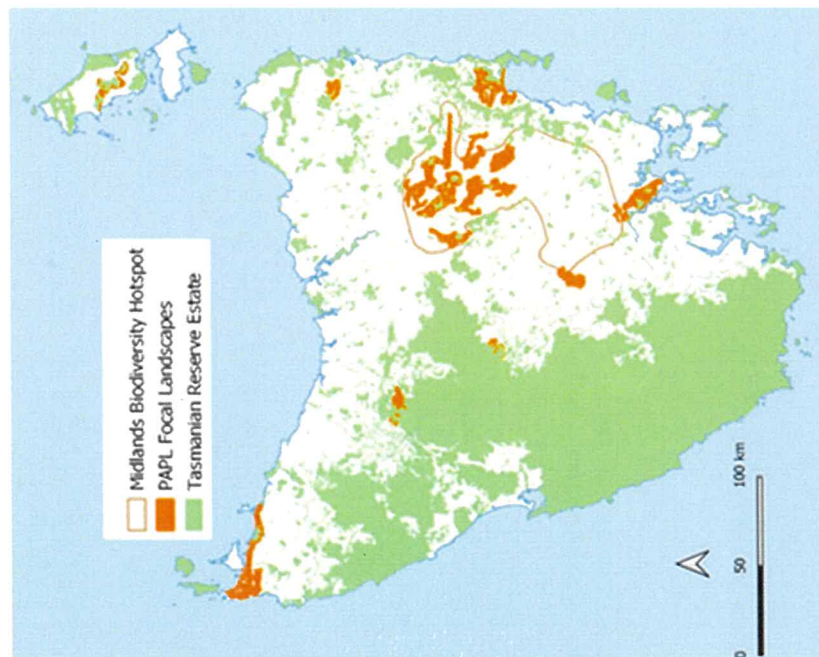 Midlands Biodiversity Hotspot
PAPL Focal Landscapes
Tasmanian Reserve Estate
0 50 100 km